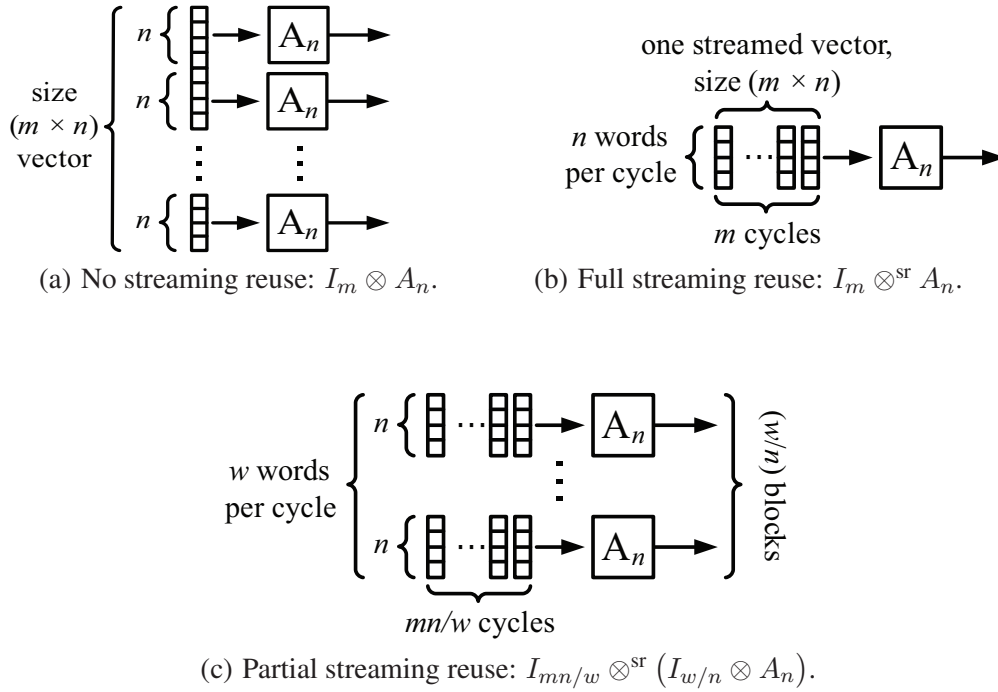 size
(m × n)
vector
n
A_n
n
A_n
n
A_n
(a) No streaming reuse: I_m ⊗ A_n.
one streamed vector,
size (m × n)
n words
per cycle
A_n
m cycles
(b) Full streaming reuse: I_m ⊗^sr A_n.
w words
per cycle
n
A_n
n
A_n
(w/n) blocks
mn/w cycles
(c) Partial streaming reuse: I_{mn/w} ⊗^sr (I_{w/n} ⊗ A_n).